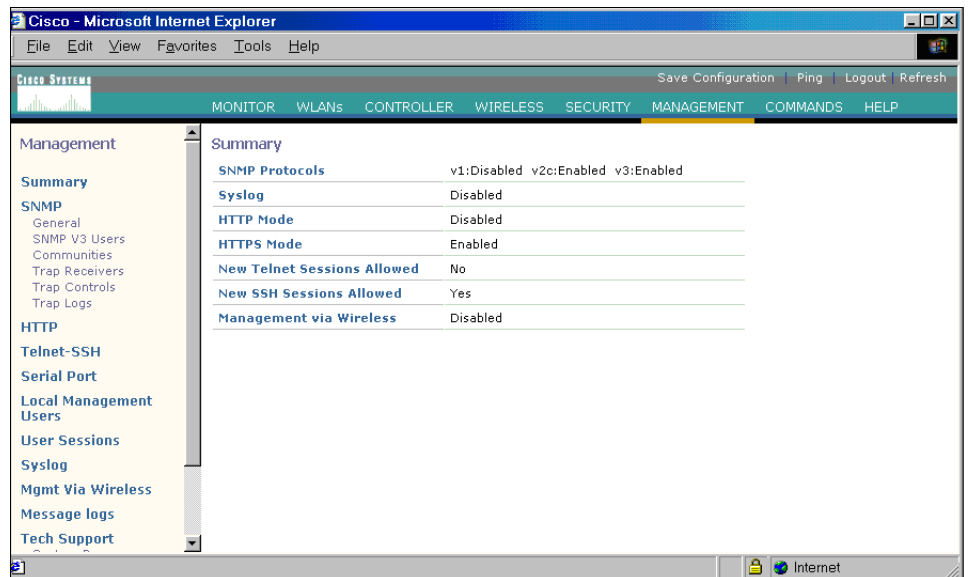 Cisco - Microsoft Internet Explorer
File Edit View Favorites Tools Help
CISCO SYSTEMS
Save Configuration | Ping | Logout | Refresh
MONITOR WLANs CONTROLLER WIRELESS SECURITY MANAGEMENT COMMANDS HELP
Management
Summary
SNMP
General
SNMP V3 Users
Communities
Trap Receivers
Trap Controls
Trap Logs
HTTP
Telnet-SSH
Serial Port
Local Management
Users
User Sessions
Syslog
Mgmt Via Wireless
Message logs
Tech Support
Summary
SNMP Protocols v1:Disabled v2c:Enabled v3:Enabled
Syslog Disabled
HTTP Mode Disabled
HTTPS Mode Enabled
New Telnet Sessions Allowed No
New SSH Sessions Allowed Yes
Management via Wireless Disabled
Internet